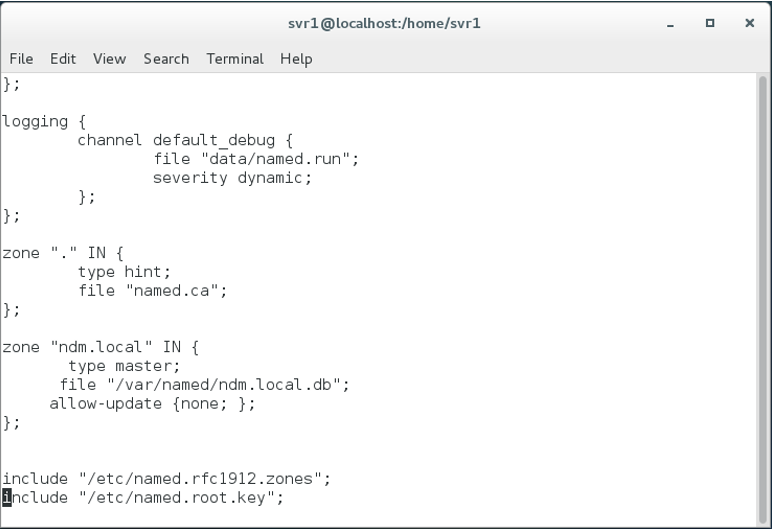 svr1@localhost:/home/svr1
File Edit View Search Terminal Help
};
logging {
        channel default_debug {
                file "data/named.run";
                severity dynamic;
        };
};
zone "." IN {
        type hint;
        file "named.ca";
};
zone "ndm.local" IN {
       type master;
      file "/var/named/ndm.local.db";
     allow-update {none; };
};
include "/etc/named.rfc1912.zones";
include "/etc/named.root.key";